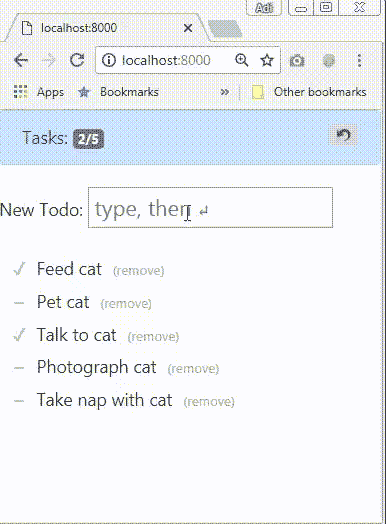 Adi
localhost:8000
localhost:8000
Apps Bookmarks » Other bookmarks
Tasks: 2/5
New Todo: type, then ↵
✓ Feed cat (remove)
– Pet cat (remove)
✓ Talk to cat (remove)
– Photograph cat (remove)
– Take nap with cat (remove)